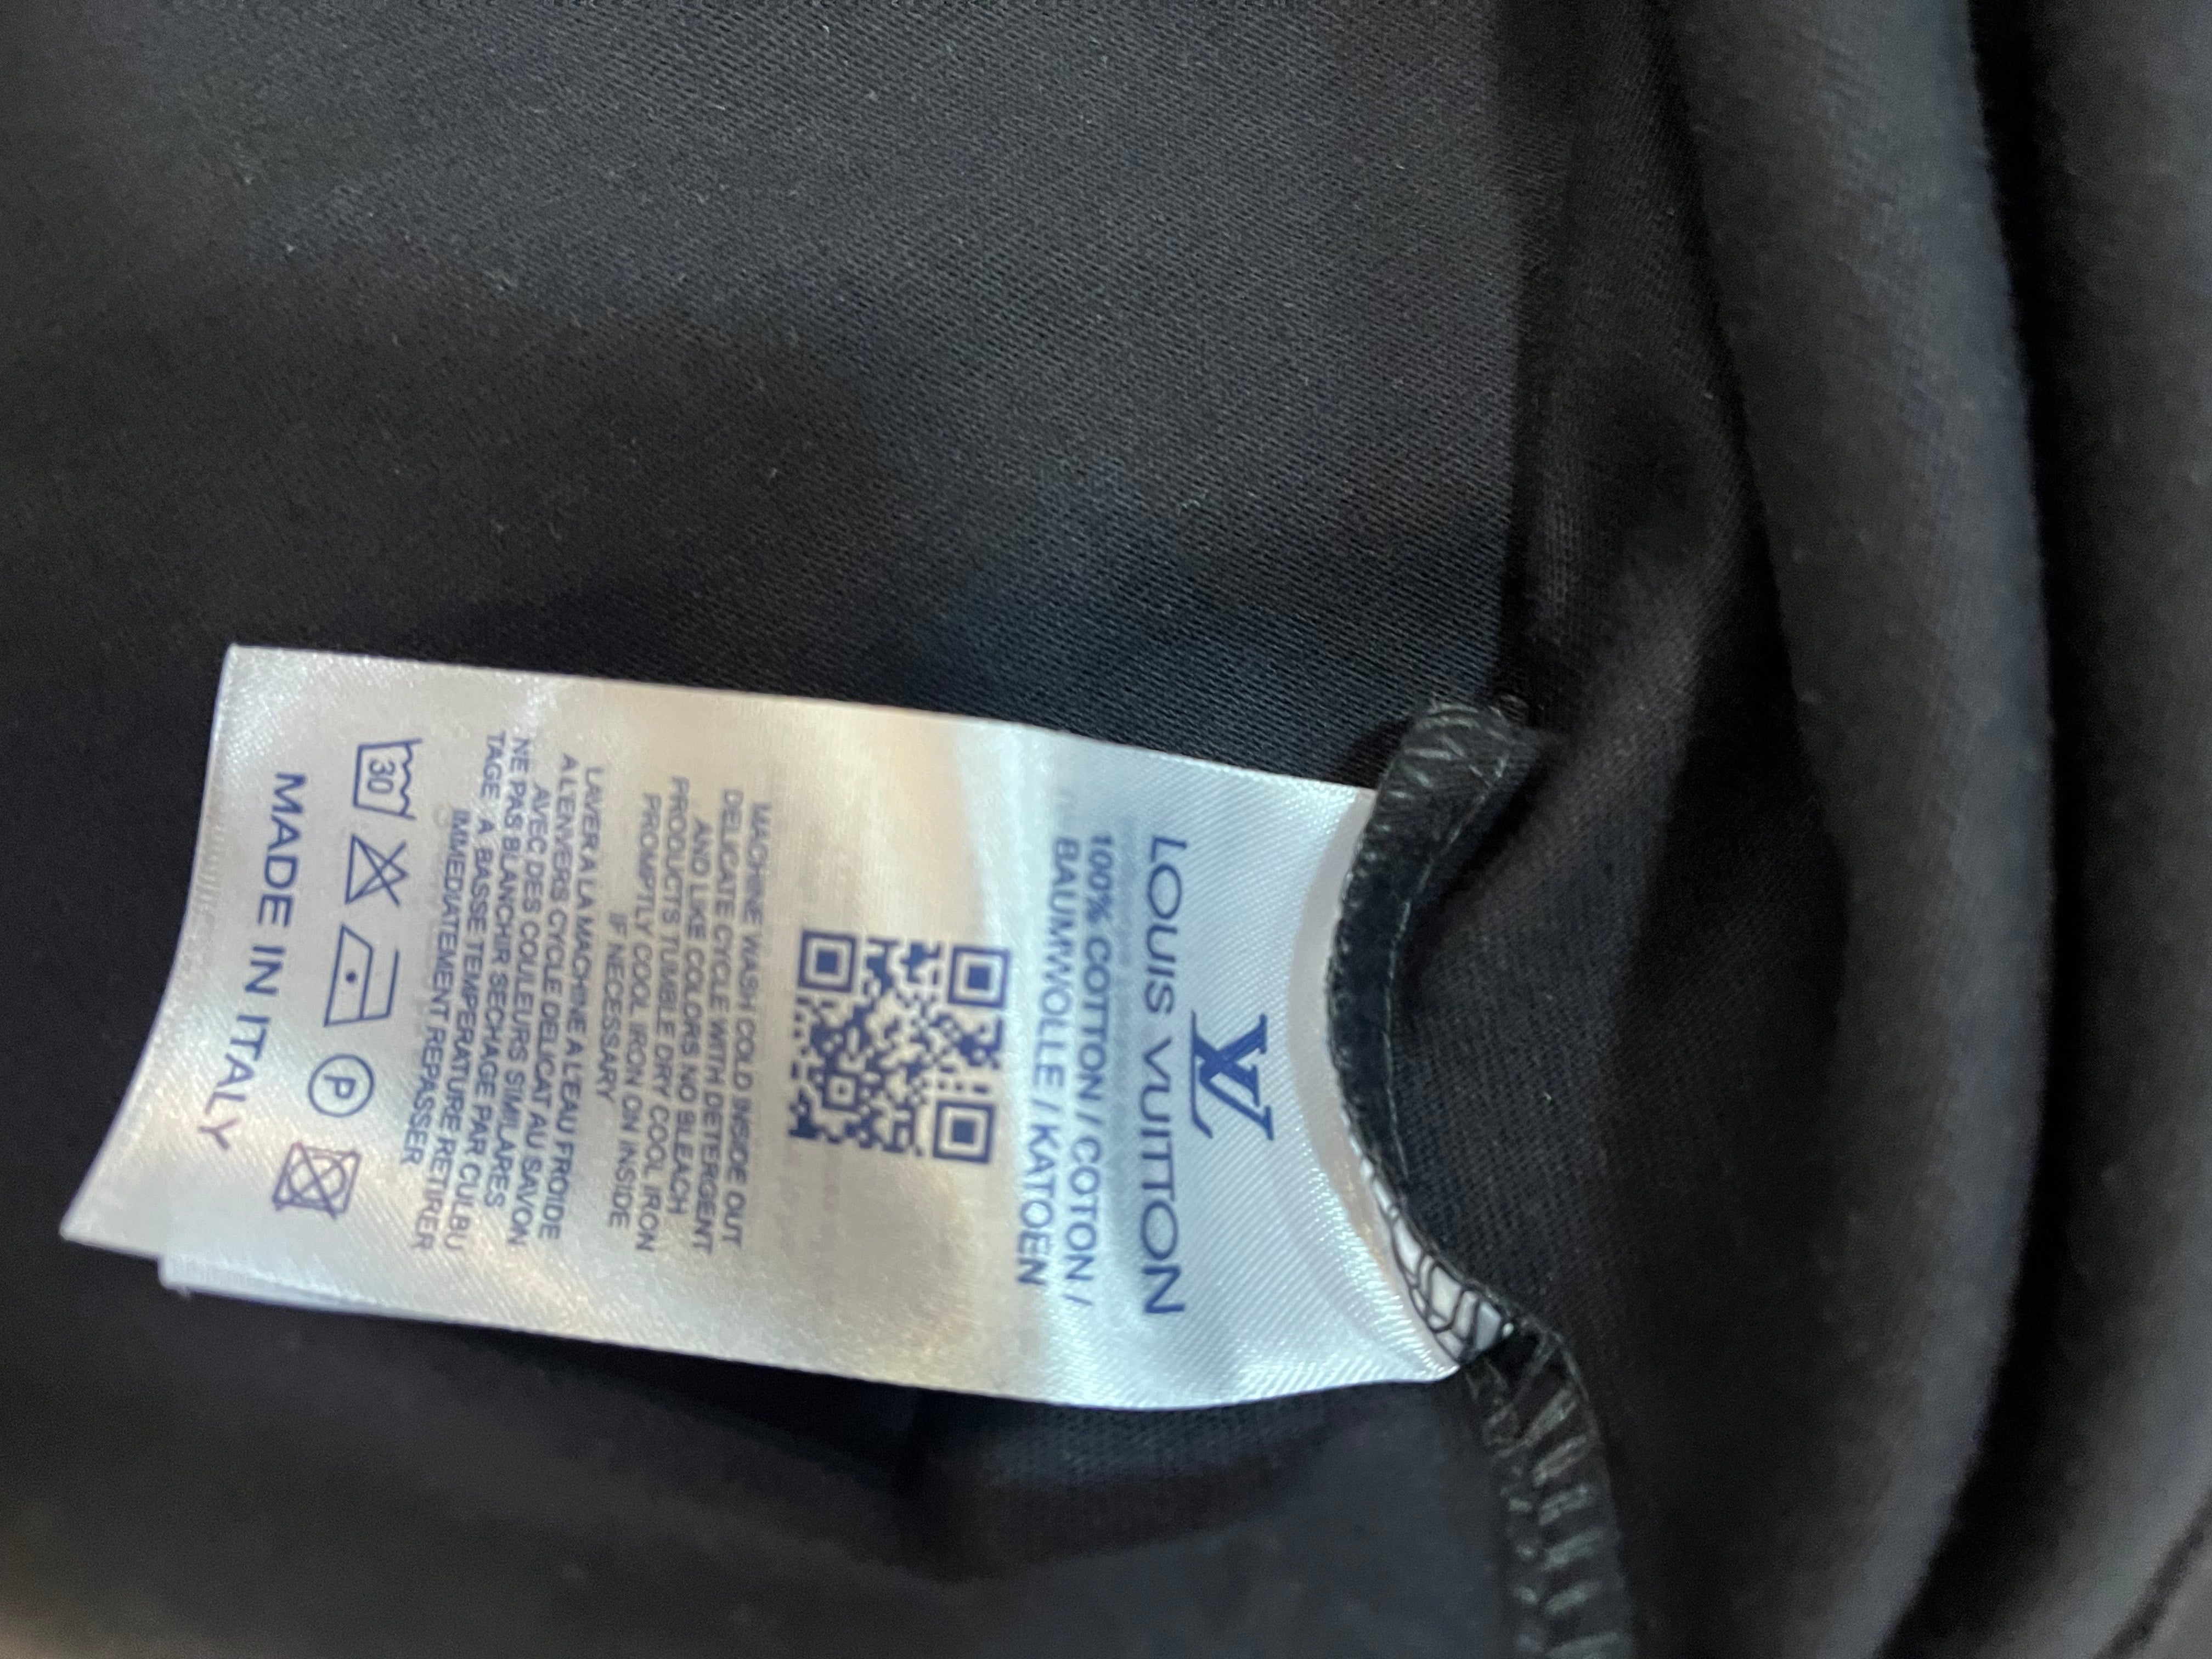 LV
LOUIS VUITTON
100% COTTON / COTON /
BAUMWOLLE / KATOEN
MACHINE WASH COLD INSIDE OUT
DELICATE CYCLE WITH DETERGENT
AND LIKE COLORS NO BLEACH
PRODUCTS TUMBLE DRY COOL IRON
PROMPTLY COOL IRON ON INSIDE
IF NECESSARY
LAVER A LA MACHINE A L'EAU FROIDE
A L'ENVERS CYCLE DELICAT AU SAVON
AVEC DES COULEURS SIMILARES
NE PAS BLANCHIR SECHAGE PAR CULBU
TAGE A BASSE TEMPERATURE RETIRER
IMMEDIATEMENT REPASSER
30 P
MADE IN ITALY